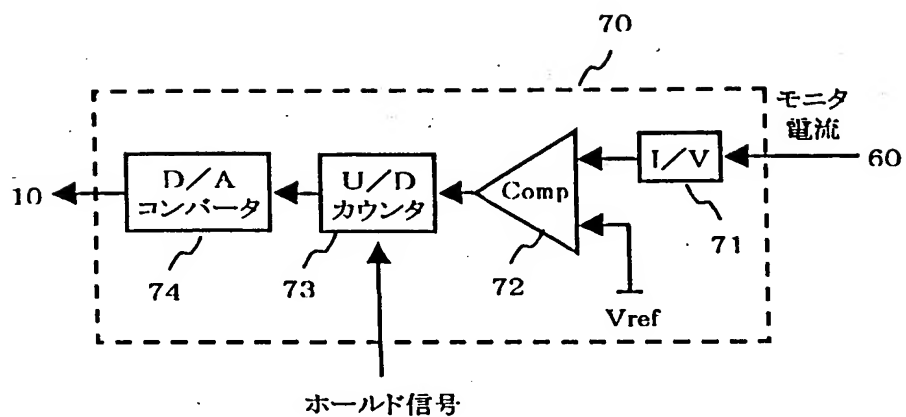 70
モニタ
電流
60
I/V
71
Comp
72
Vref
U/D
カウンタ
73
D/A
コンバータ
74
10
ホールド信号